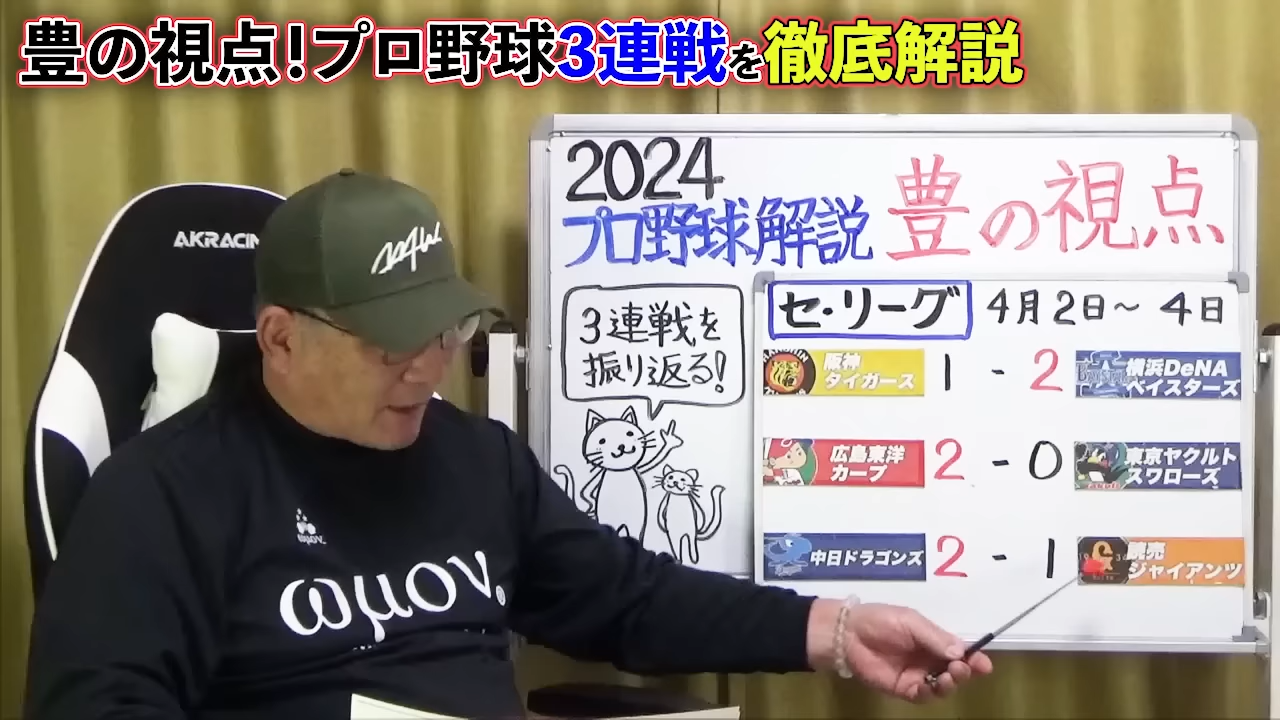 豊の視点!プロ野球3連戦を徹底解説
2024
プロ野球解説 豊の視点
AKRACIN
3連戦を
振り返る!
セ・リーグ 4月2日～4日
阪神
タイガース
1 - 2
横浜DeNA
ベイスターズ
広島東洋
カープ
2 - 0
東京ヤクルト
スワローズ
中日ドラゴンズ
2 - 1
読売
ジャイアンツ
ωμον.
ωμον